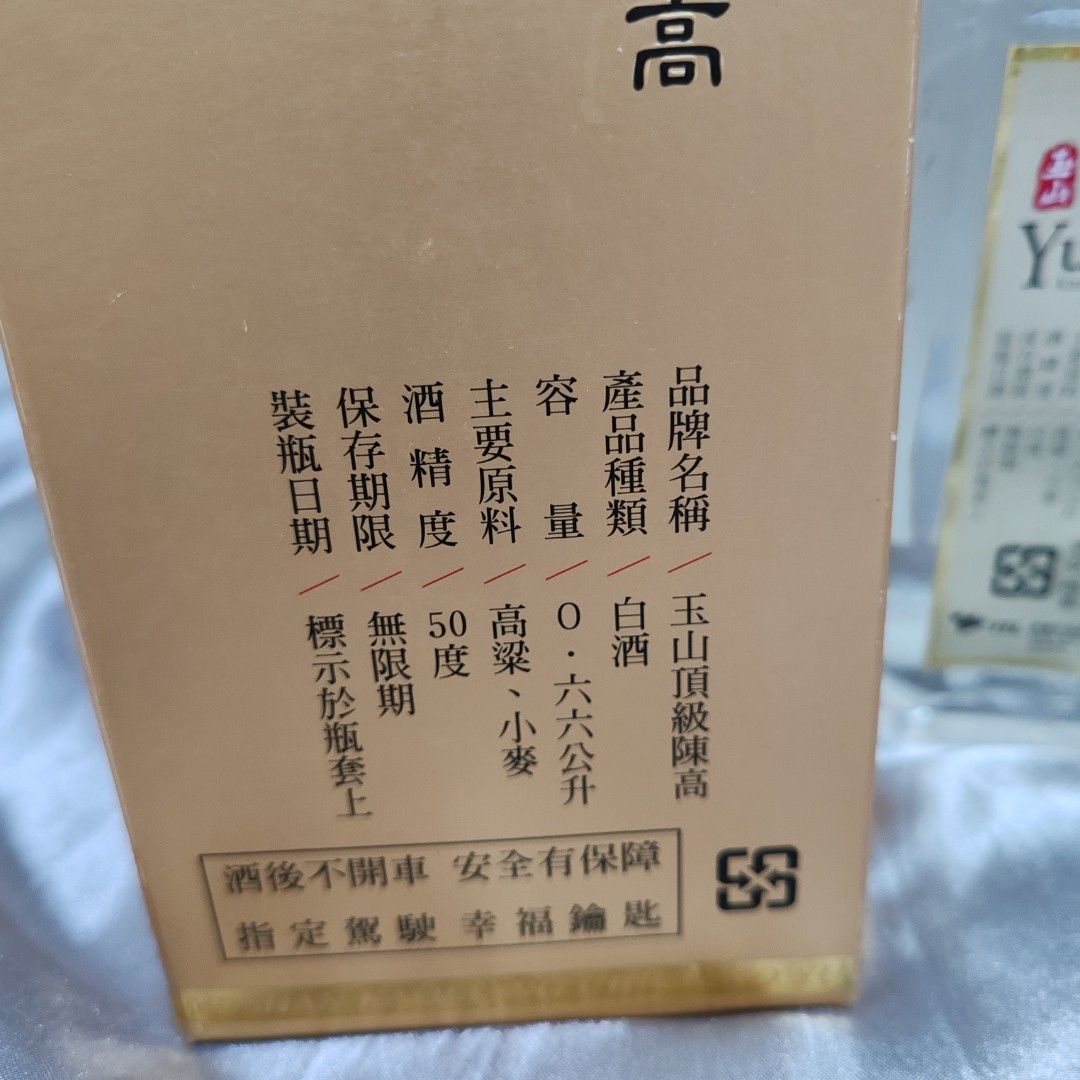 高
品牌名稱／玉山頂級陳高
產品種類／白酒
容量／０．六六公升
主要原料／高粱、小麥
酒精度／50度
保存期限／無限期
裝瓶日期／標示於瓶套上
酒後不開車 安全有保障
指定駕駛 幸福鑰匙
玉山
Yu